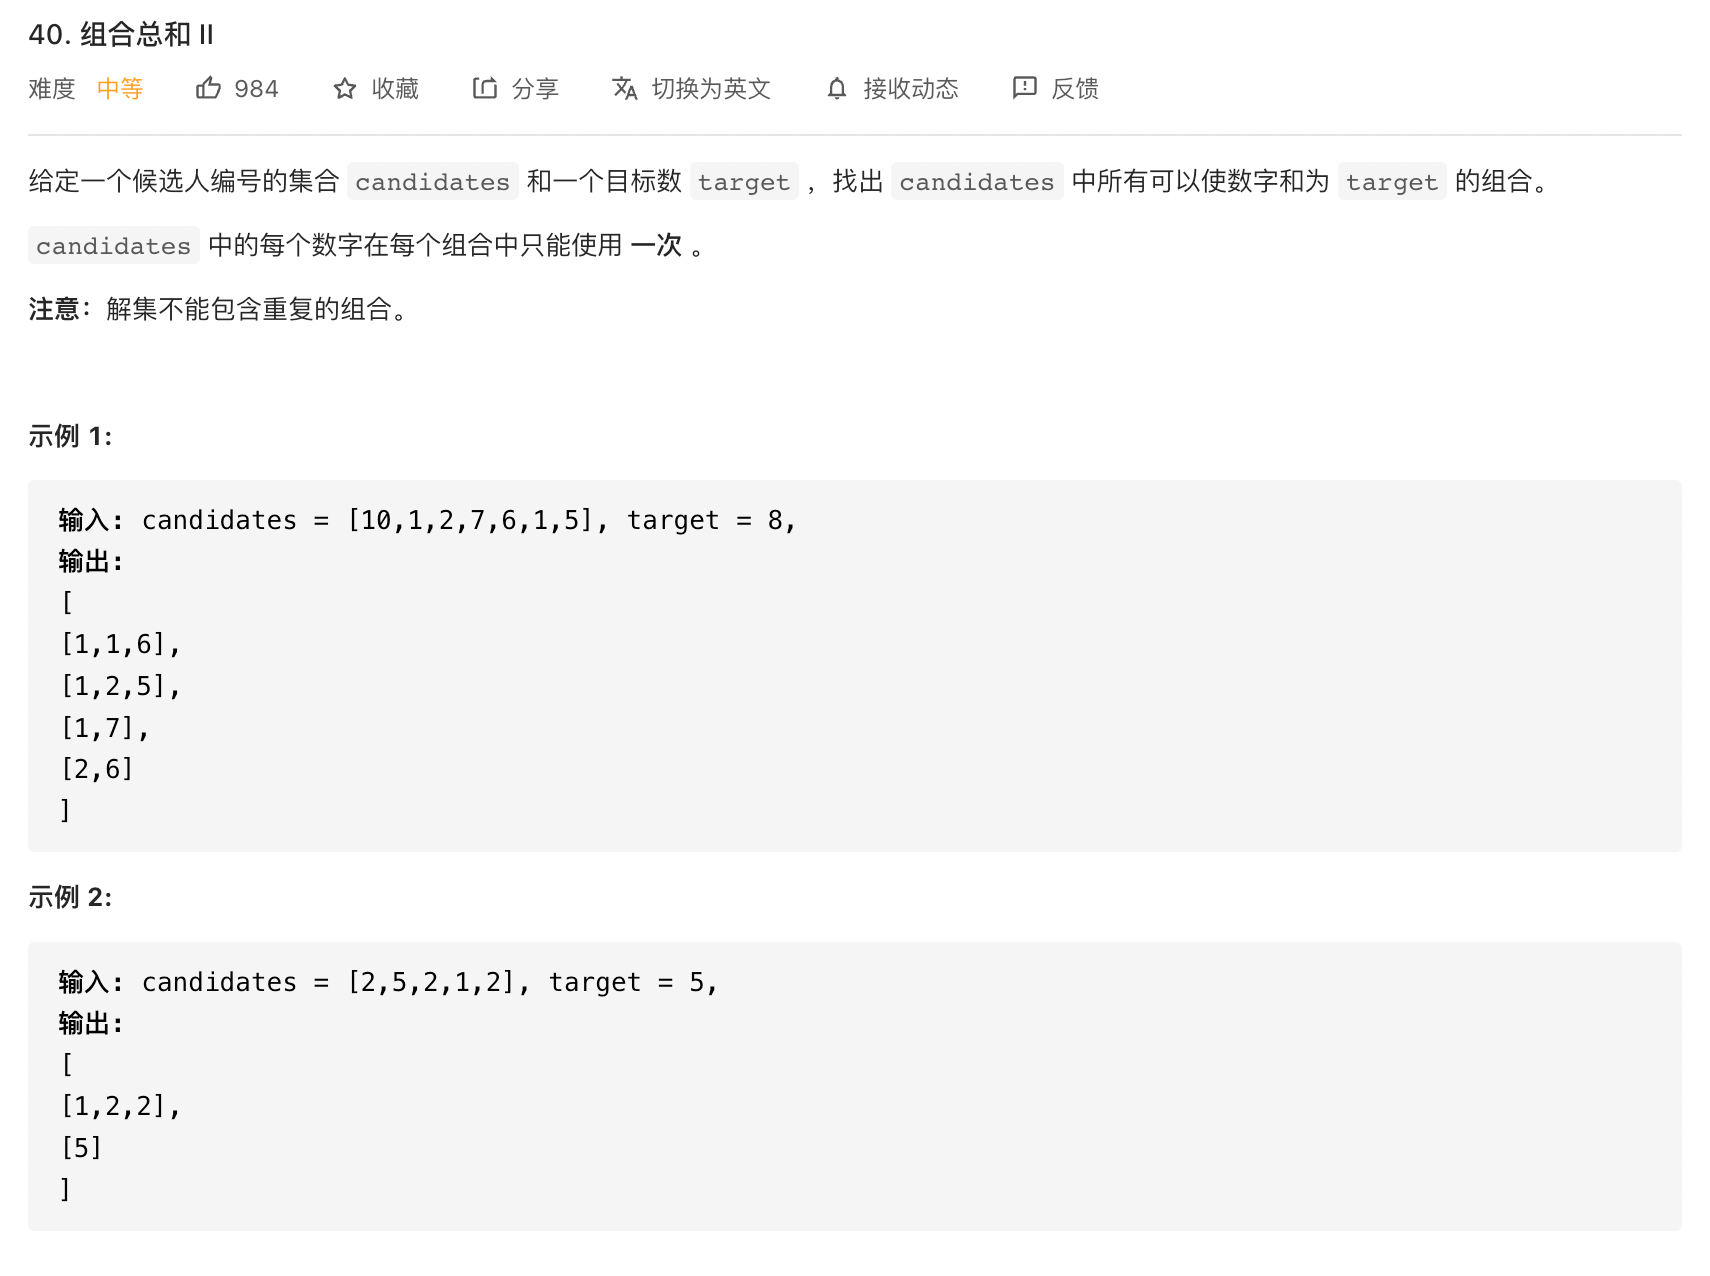 40. 组合总和 II
难度 中等 984 收藏 分享 切换为英文 接收动态 反馈
给定一个候选人编号的集合 candidates 和一个目标数 target ，找出 candidates 中所有可以使数字和为 target 的组合。
candidates 中的每个数字在每个组合中只能使用 一次 。
注意：解集不能包含重复的组合。
示例 1:
输入: candidates = [10,1,2,7,6,1,5], target = 8,
输出:
[
[1,1,6],
[1,2,5],
[1,7],
[2,6]
]
示例 2:
输入: candidates = [2,5,2,1,2], target = 5,
输出:
[
[1,2,2],
[5]
]